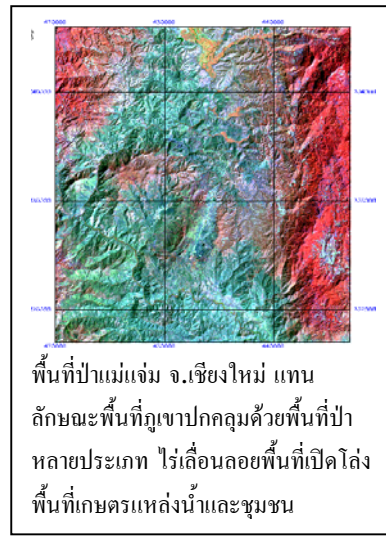 พื้นที่ป่าแม่แจ่ม จ.เชียงใหม่ แทน
ลักษณะพื้นที่ภูเขาปกคลุมด้วยพื้นที่ป่า
หลายประเภท ไร่เลื่อนลอยพื้นที่เปิดโล่ง
พื้นที่เกษตรแหล่งน้ำและชุมชน